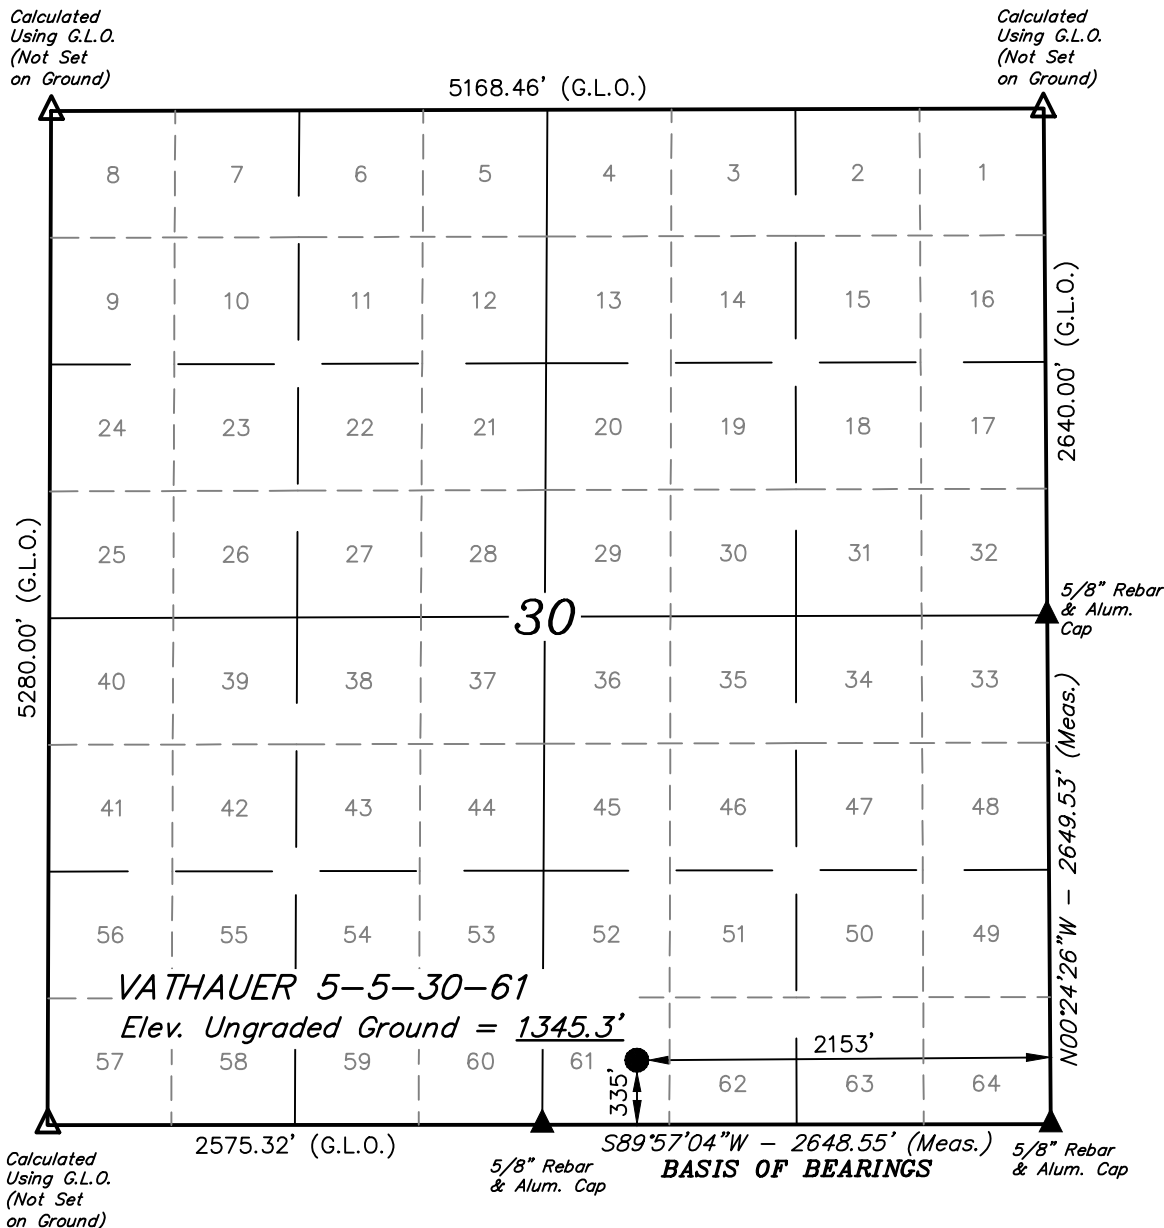 Calculated
Using G.L.O.
(Not Set
on Ground)
Calculated
Using G.L.O.
(Not Set
on Ground)
5168.46' (G.L.O.)
8 7 6 5 4 3 2 1
9 10 11 12 13 14 15 16
2640.00' (G.L.O.)
24 23 22 21 20 19 18 17
25 26 27 28 29 30 31 32
5280.00' (G.L.O.)
30
5/8" Rebar
& Alum.
Cap
40 39 38 37 36 35 34 33
41 42 43 44 45 46 47 48
N00°24'26"W - 2649.53' (Meas.)
56 55 54 53 52 51 50 49
VATHAUER 5-5-30-61
Elev. Ungraded Ground = 1345.3'
2153'
57 58 59 60 61 62 63 64
335'
2575.32' (G.L.O.)
S89°57'04"W - 2648.55' (Meas.)
BASIS OF BEARINGS
Calculated
Using G.L.O.
(Not Set
on Ground)
5/8" Rebar
& Alum. Cap
5/8" Rebar
& Alum. Cap